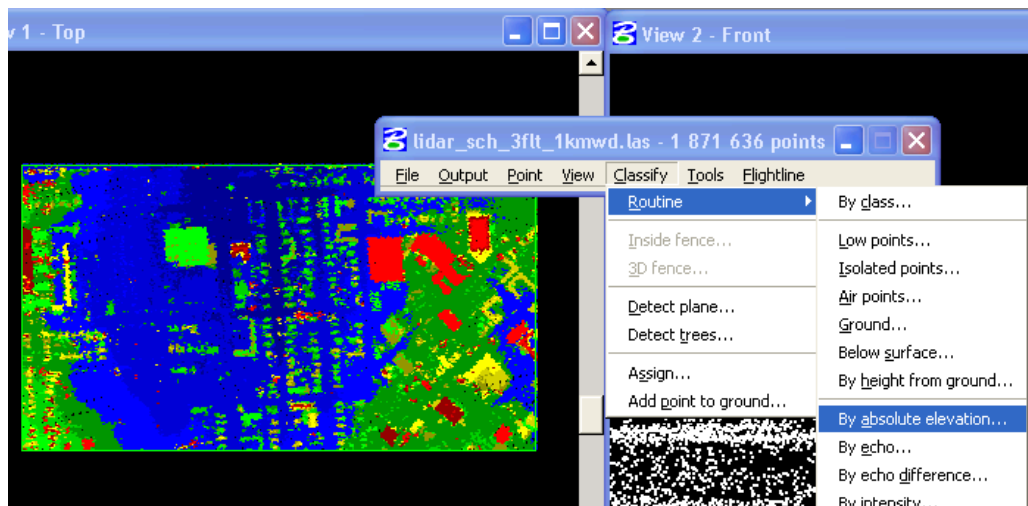 v 1 - Top
View 2 - Front
lidar_sch_3flt_1kmwd.las - 1 871 636 points
File Output Point View Classify Tools Flightline
Routine
Inside fence...
3D fence...
Detect plane...
Detect trees...
Assign...
Add point to ground...
By class...
Low points...
Isolated points...
Air points...
Ground...
Below surface...
By height from ground...
By absolute elevation...
By echo...
By echo difference...
By intensity...